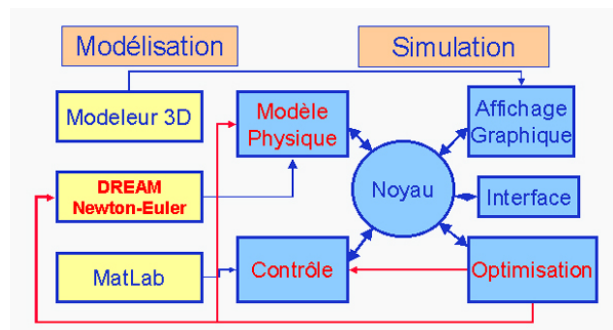 Modélisation
Simulation
Modeleur 3D
Modèle
Physique
Affichage
Graphique
DREAM
Newton-Euler
Noyau
Interface
MatLab
Contrôle
Optimisation